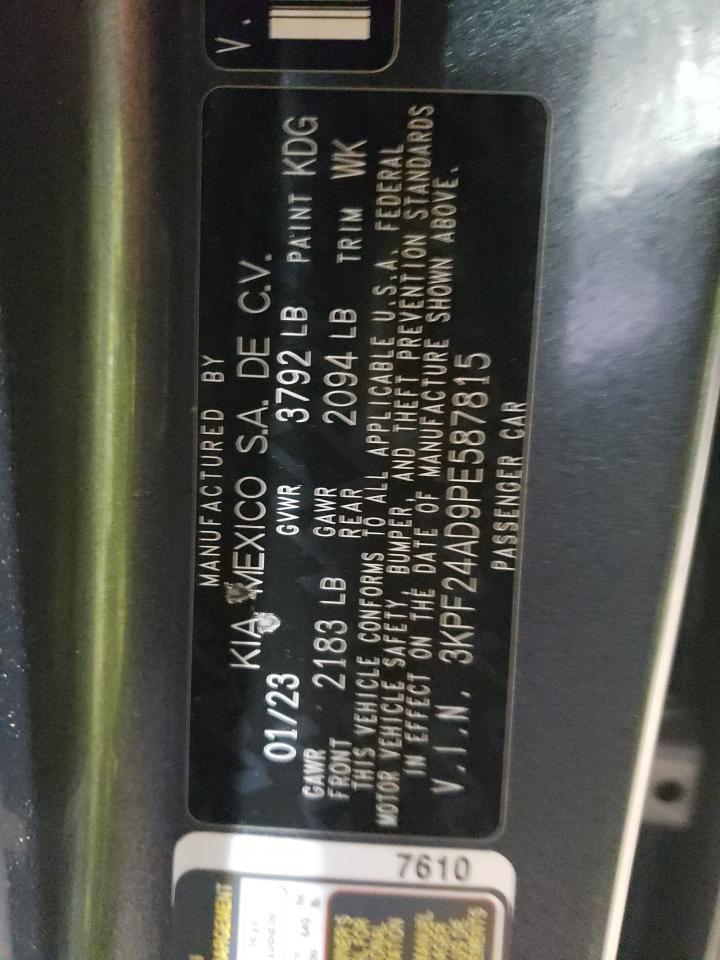 V.
MANUFACTURED BY
KIA MEXICO S.A. DE C.V.
01/23 GVWR 3792 LB PAINT KDG
GAWR FRONT 2183 LB GAWR REAR 2094 LB TRIM WK
THIS VEHICLE CONFORMS TO ALL APPLICABLE U.S.A. FEDERAL
MOTOR VEHICLE SAFETY, BUMPER, AND THEFT PREVENTION STANDARDS
IN EFFECT ON THE DATE OF MANUFACTURE SHOWN ABOVE.
V.I.N. 3KPF24AD9PE587815
PASSENGER CAR
7610